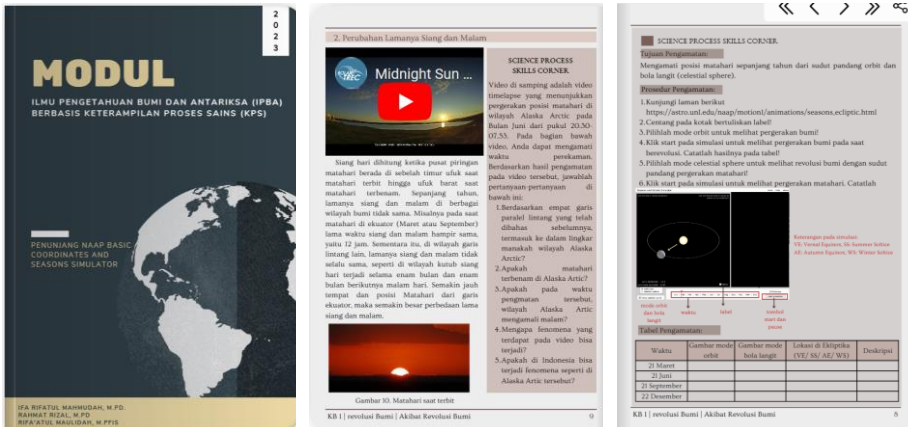 2
0
2
3
MODUL
ILMU PENGETAHUAN BUMI DAN ANTARIKSA (IPBA)
BERBASIS KETERAMPILAN PROSES SAINS (KPS)
PENUNJANG NAAP BASIC
COORDINATES AND
SEASONS SIMULATOR
IFA RIFATUL MAHMUDAH, M.PD.
RAHMAT RIZAL, M.PD
RIFA'ATUL MAULIDAH, M.PFIS
2. Perubahan Lamanya Siang dan Malam
Midnight Sun ...
Siang hari dihitung ketika pusat piringan
matahari berada di sebelah timur ufuk saat
matahari terbit hingga ufuk barat saat
matahari terbenam. Sepanjang tahun,
lamanya siang dan malam di berbagai
wilayah bumi tidak sama. Misalnya pada saat
matahari di ekuator (Maret atau September)
lama waktu siang dan malam hampir sama,
yaitu 12 jam. Sementara itu, di wilayah garis
lintang lain, lamanya siang dan malam tidak
selalu sama, seperti di wilayah kutub siang
hari terjadi selama enam bulan dan enam
bulan berikutnya malam hari. Semakin jauh
tempat dan posisi Matahari dari garis
ekuator, maka semakin besar perbedaan lama
siang dan malam.
Gambar 10. Matahari saat terbit
SCIENCE PROCESS
SKILLS CORNER
Video di samping adalah video
timelapse yang menunjukkan
pergerakan posisi matahari di
wilayah Alaska Arctic pada
Bulan Juni dari pukul 20.30-
07.53. Pada bagian bawah
video, Anda dapat mengamati
waktu perekaman.
Berdasarkan hasil pengamatan
pada video tersebut, jawablah
pertanyaan-pertanyaan di
bawah ini:
1.Berdasarkan empat garis
paralel lintang yang telah
dibahas sebelumnya,
termasuk ke dalam lingkar
manakah wilayah Alaska
Arctic?
2.Apakah matahari
terbenam di Alaska Artic?
3.Apakah pada waktu
pengmatan tersebut,
wilayah Alaska Artic
mengamali malam?
4.Mengapa fenomena yang
terdapat pada video bisa
terjadi?
5.Apakah di Indonesia bisa
terjadi fenomena seperti di
Alaska Artic tersebut?
KB 1 | revolusi Bumi | Akibat Revolusi Bumi 9
SCIENCE PROCESS SKILLS CORNER
Tujuan Pengamatan:
Mengamati posisi matahari sepanjang tahun dari sudut pandang orbit dan
bola langit (celestial sphere).
Prosedur Pengamatan:
1.Kunjungi laman berikut
https://astro.unl.edu/naap/motion1/animations/seasons_ecliptic.html
2.Centang pada kotak bertuliskan label!
3.Pilihlah mode orbit untuk melihat pergerakan bumi!
4.Klik start pada simulasi untuk melihat pergerakan bumi pada saat
berevolusi. Catatlah hasilnya pada tabel!
5.Pilihlah mode celestial sphere untuk melihat revolusi bumi dengan sudut
pandang pergerakan matahari!
6.Klik start pada simulasi untuk melihat pergerakan matahari. Catatlah
Keterangan pada simulasi:
VE: Vernal Equinox, SS: Summer Solstice
AE: Autumn Equinox, WS: Winter Solstice
mode orbit
dan bola
langit
waktu
label
tombol
start dan
pause
Tabel Pengamatan:
Waktu Gambar mode orbit Gambar mode bola langit Lokasi di Ekliptika (VE/ SS/ AE/ WS) Deskripsi
21 Maret
21 Juni
21 September
22 Desember
KB 1 | revolusi Bumi | Akibat Revolusi Bumi 8